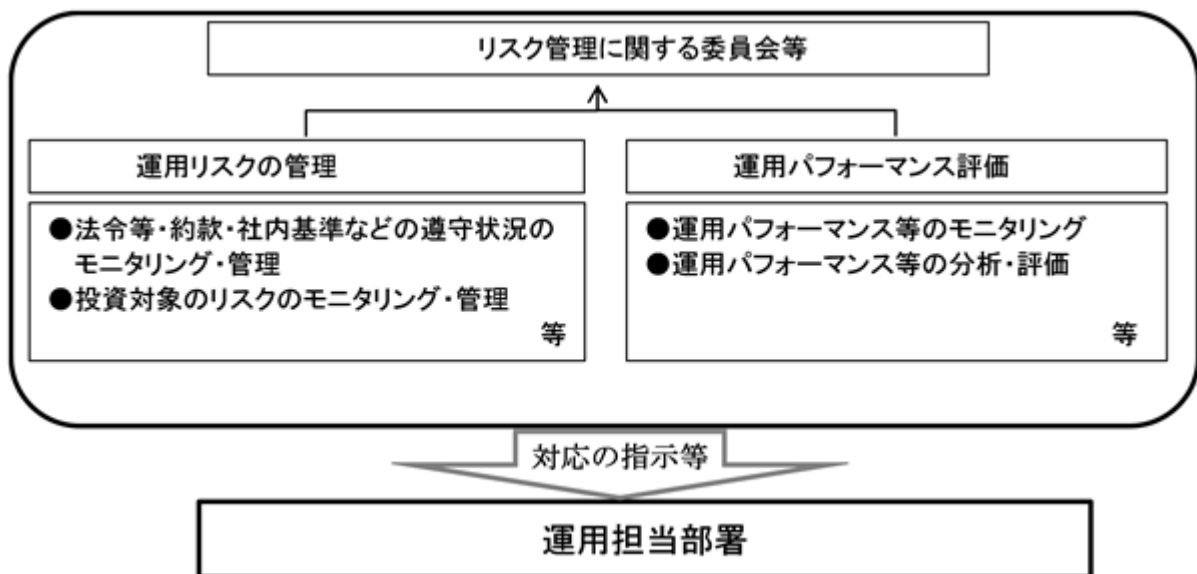 リスク管理に関する委員会等
運用リスクの管理
●法令等・約款・社内基準などの遵守状況の
モニタリング・管理
●投資対象のリスクのモニタリング・管理
等
運用パフォーマンス評価
●運用パフォーマンス等のモニタリング
●運用パフォーマンス等の分析・評価
等
対応の指示等
運用担当部署